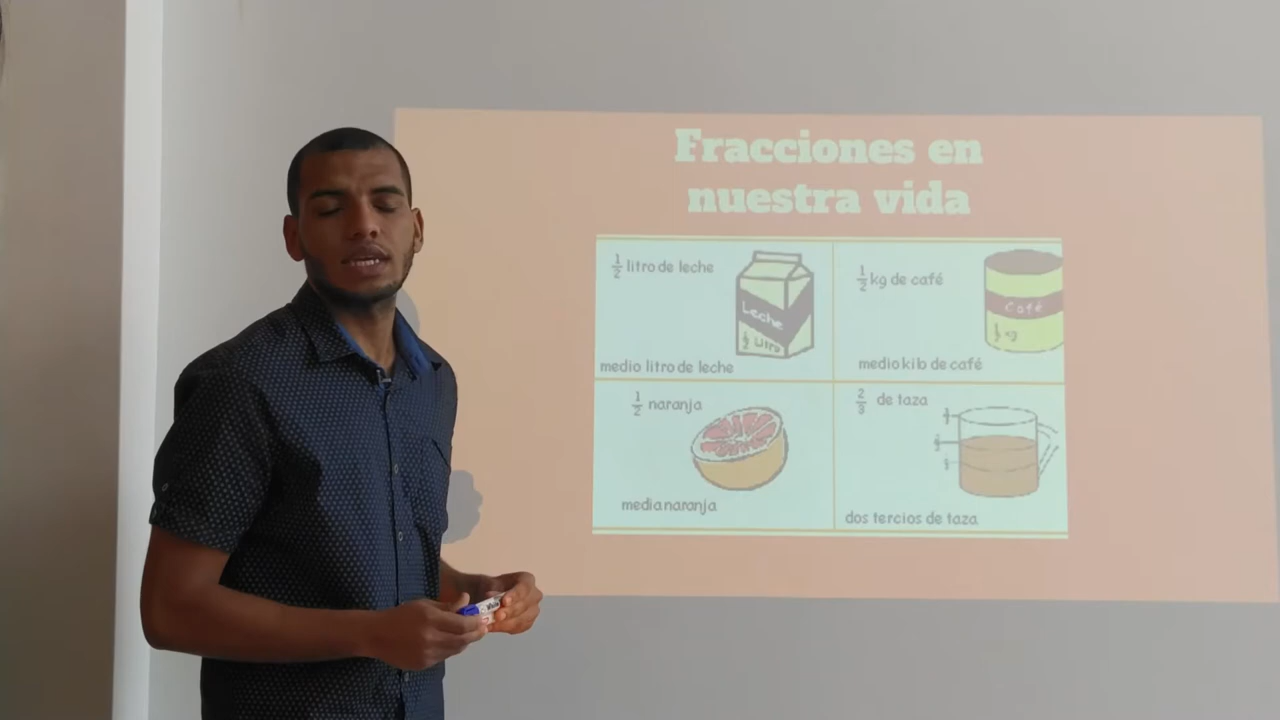 Fracciones en
nuestra vida
1/2 litro de leche
Leche
1/2 Litro
medio litro de leche
1/2 kg de café
Café
1/2 kg
medio kilo de café
1/2 naranja
media naranja
2/3 de taza
dos tercios de taza